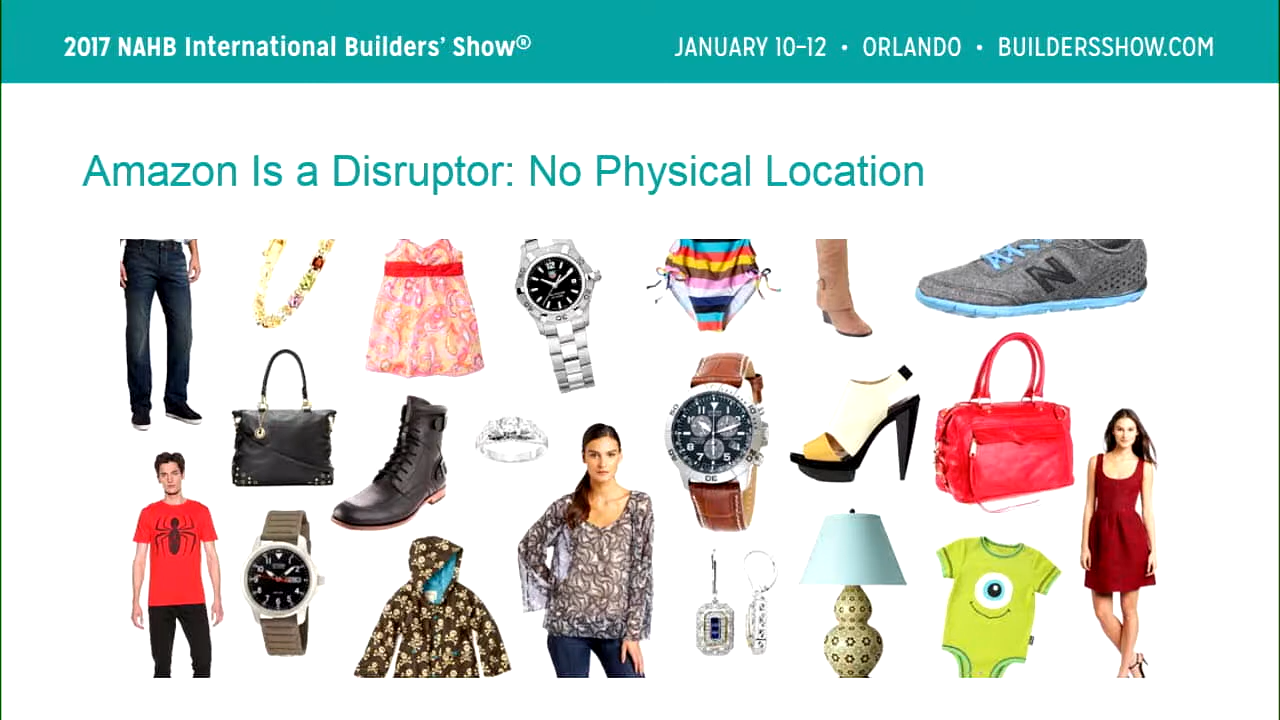 2017 NAHB International Builders' Show®
JANUARY 10–12 • ORLANDO • BUILDERSSHOW.COM
Amazon Is a Disruptor: No Physical Location